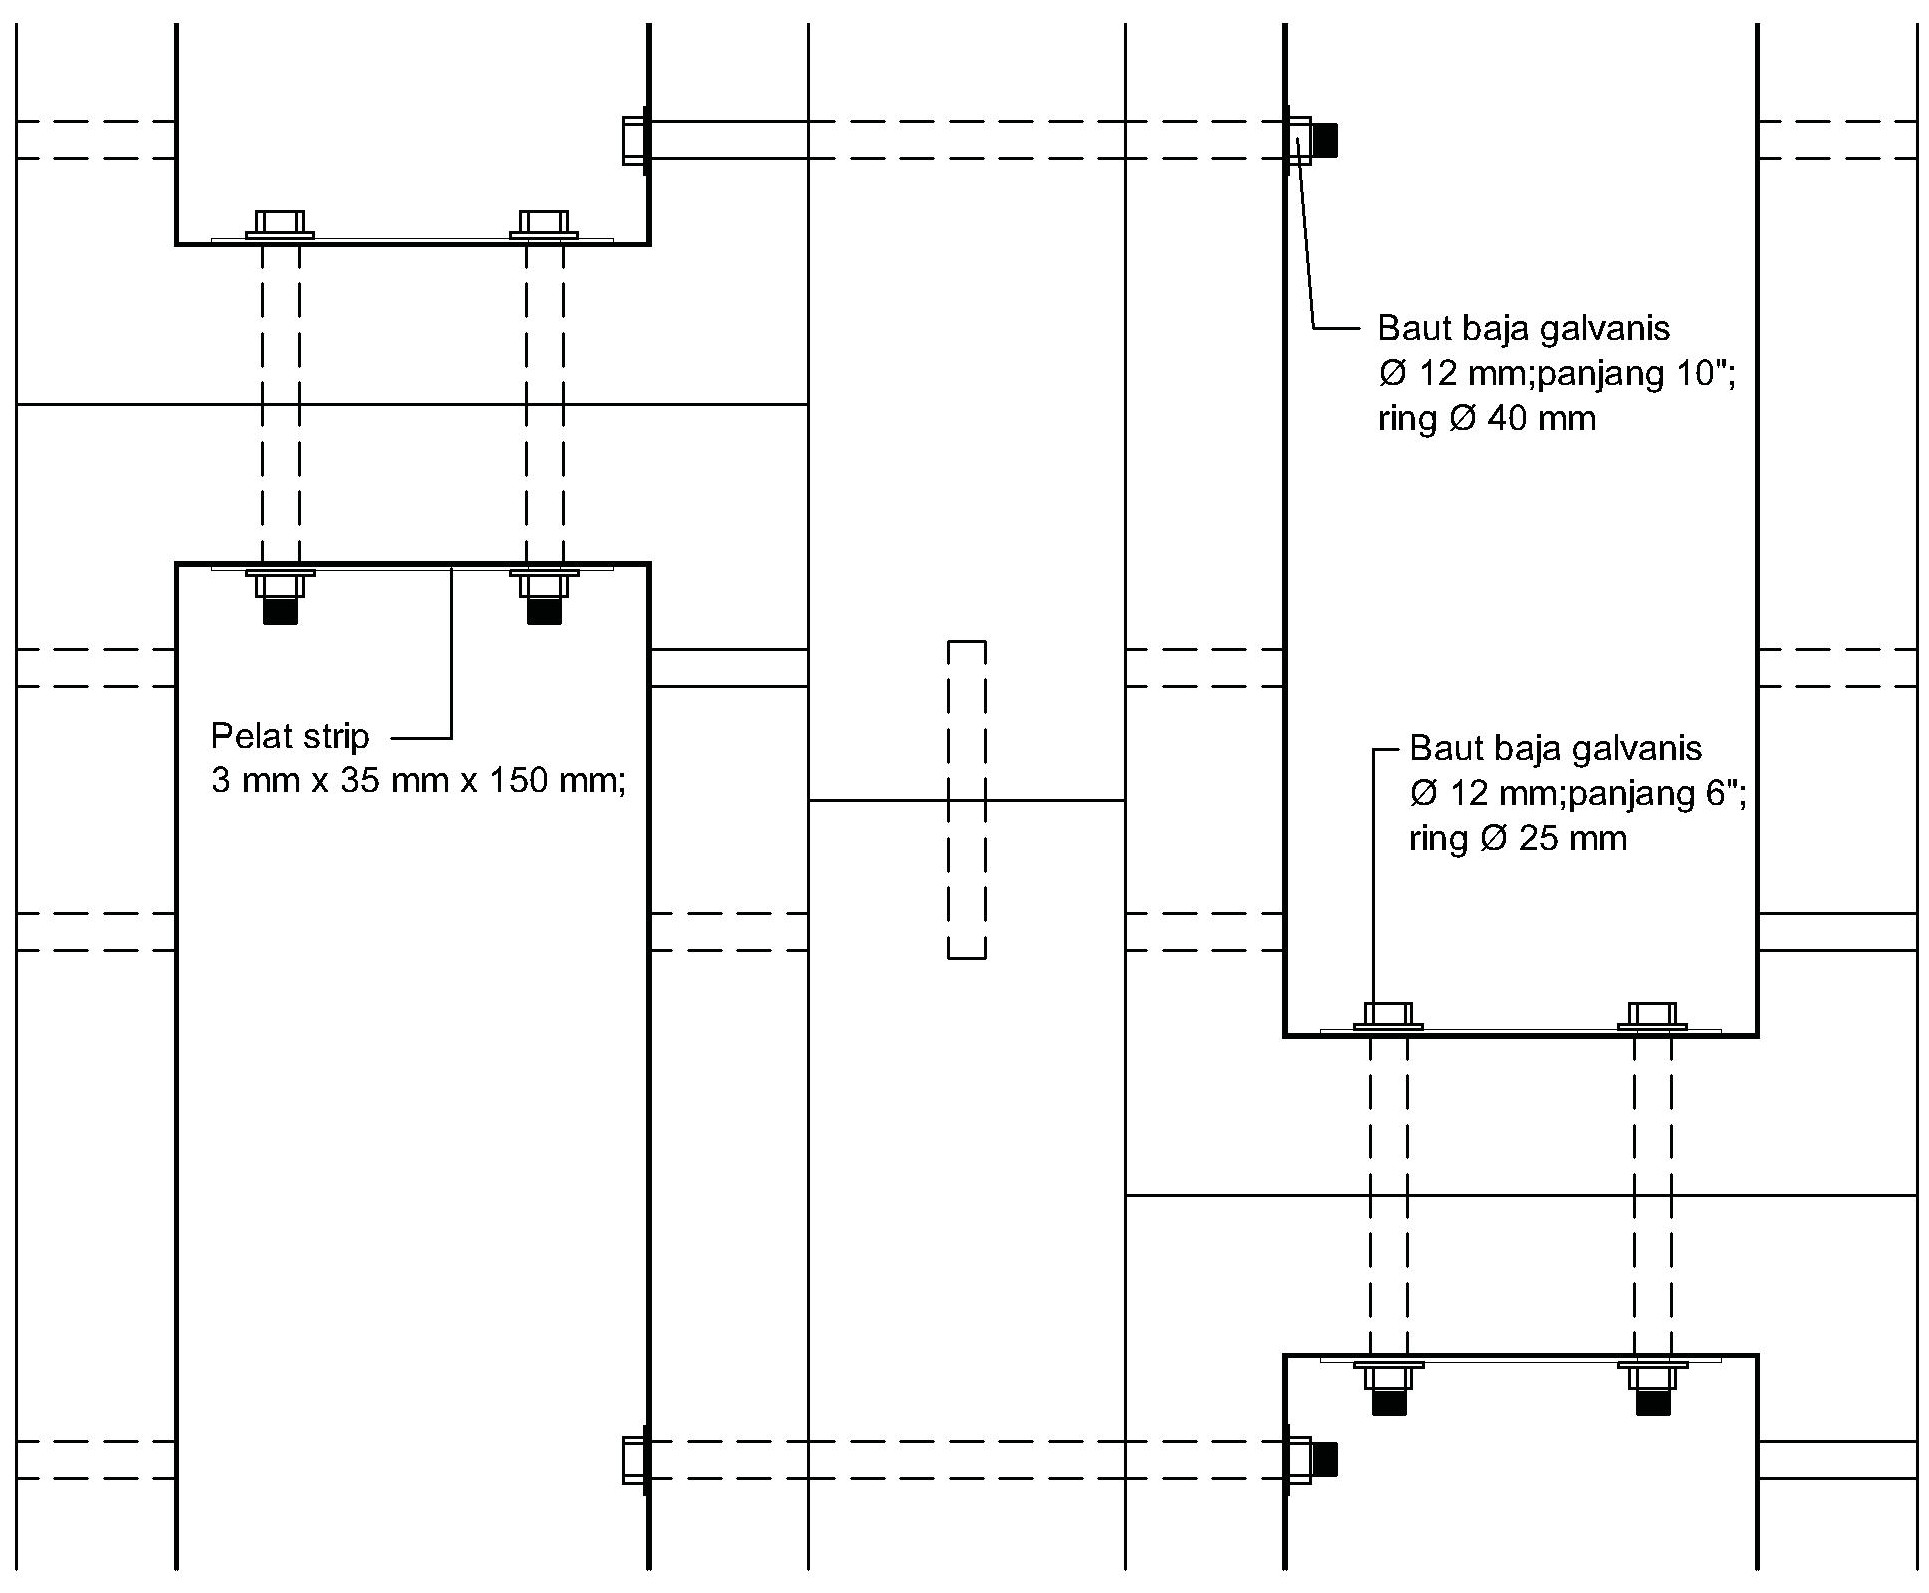 Baut baja galvanis
Ø 12 mm;panjang 10";
ring Ø 40 mm
Pelat strip
3 mm x 35 mm x 150 mm;
Baut baja galvanis
Ø 12 mm;panjang 6";
ring Ø 25 mm